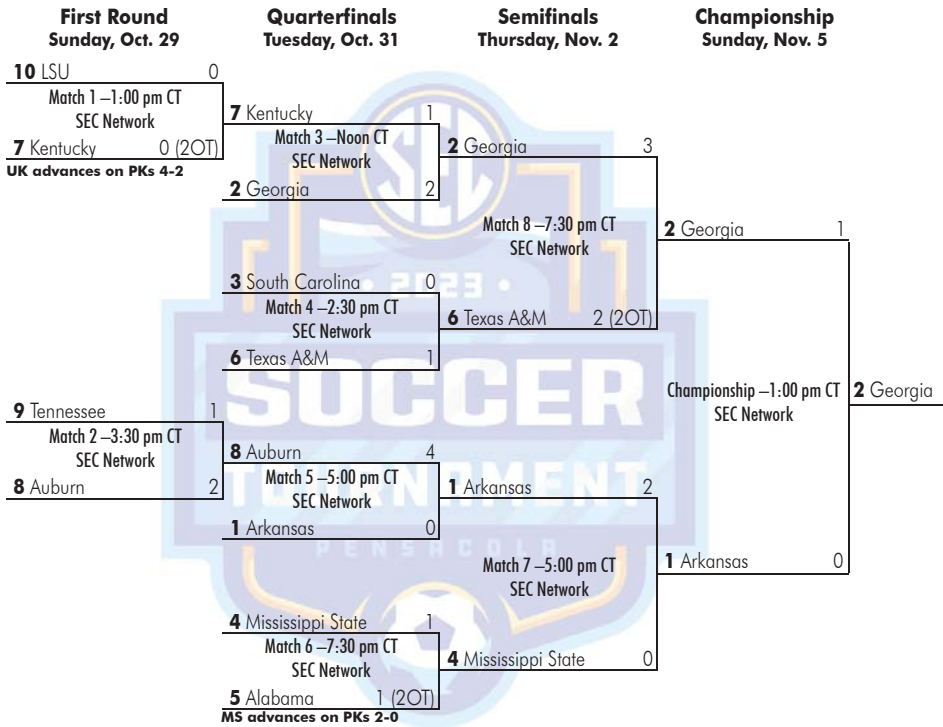 First Round
Sunday, Oct. 29
Quarterfinals
Tuesday, Oct. 31
Semifinals
Thursday, Nov. 2
Championship
Sunday, Nov. 5
10 LSU 0
Match 1 –1:00 pm CT
SEC Network
7 Kentucky 0 (2OT)
UK advances on PKs 4-2
9 Tennessee 1
Match 2 –3:30 pm CT
SEC Network
8 Auburn 2
7 Kentucky 1
Match 3 –Noon CT
SEC Network
2 Georgia 2
3 South Carolina 0
Match 4 –2:30 pm CT
SEC Network
6 Texas A&M 1
8 Auburn 4
Match 5 –5:00 pm CT
SEC Network
1 Arkansas 0
4 Mississippi State 1
Match 6 –7:30 pm CT
SEC Network
5 Alabama 1 (2OT)
MS advances on PKs 2-0
2 Georgia 3
Match 8 –7:30 pm CT
SEC Network
6 Texas A&M 2 (2OT)
1 Arkansas 2
Match 7 –5:00 pm CT
SEC Network
4 Mississippi State 0
2 Georgia 1
Championship –1:00 pm CT
SEC Network
1 Arkansas 0
2 Georgia
SEC
• 2023 •
SOCCER
TOURNAMENT
PENSACOLA